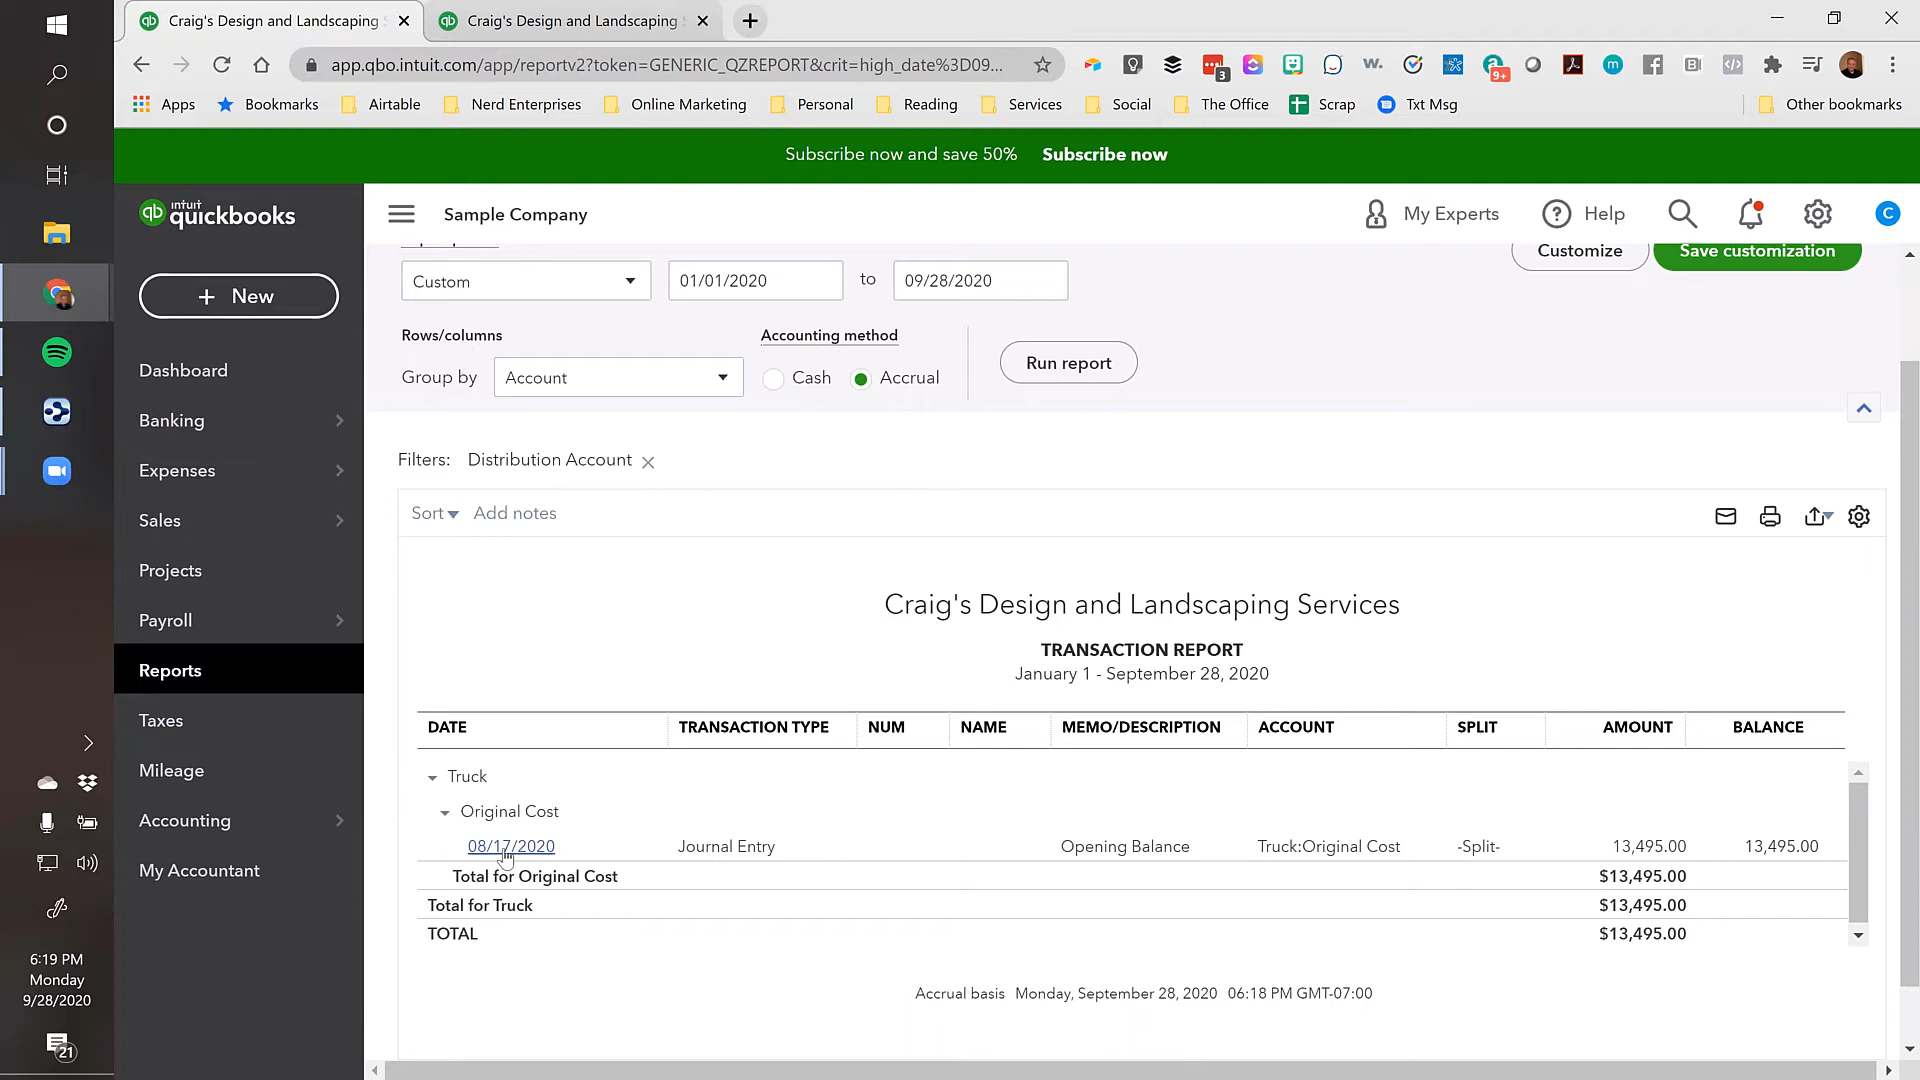 Craig's Design and Landscaping
Craig's Design and Landscaping
app.qbo.intuit.com/app/reportv2?token=GENERIC_QZREPORT&crit=high_date%3D09...
3
9+
Apps
Bookmarks
Airtable
Nerd Enterprises
Online Marketing
Personal
Reading
Services
Social
The Office
Scrap
Txt Msg
Other bookmarks
Subscribe now and save 50% Subscribe now
qb intuit quickbooks
Sample Company
My Experts
Help
C
+ New
Dashboard
Banking
Expenses
Sales
Projects
Payroll
Reports
Taxes
Mileage
Accounting
My Accountant
Customize
Save customization
Custom
01/01/2020
to
09/28/2020
Rows/columns
Accounting method
Group by
Account
Cash
Accrual
Run report
Filters: Distribution Account
Sort
Add notes
Craig's Design and Landscaping Services
TRANSACTION REPORT
January 1 - September 28, 2020
DATE TRANSACTION TYPE NUM NAME MEMO/DESCRIPTION ACCOUNT SPLIT AMOUNT BALANCE
Truck
Original Cost
08/17/2020 Journal Entry Opening Balance Truck:Original Cost -Split- 13,495.00 13,495.00
Total for Original Cost $13,495.00
Total for Truck $13,495.00
TOTAL $13,495.00
Accrual basis Monday, September 28, 2020 06:18 PM GMT-07:00
6:19 PM
Monday
9/28/2020
21